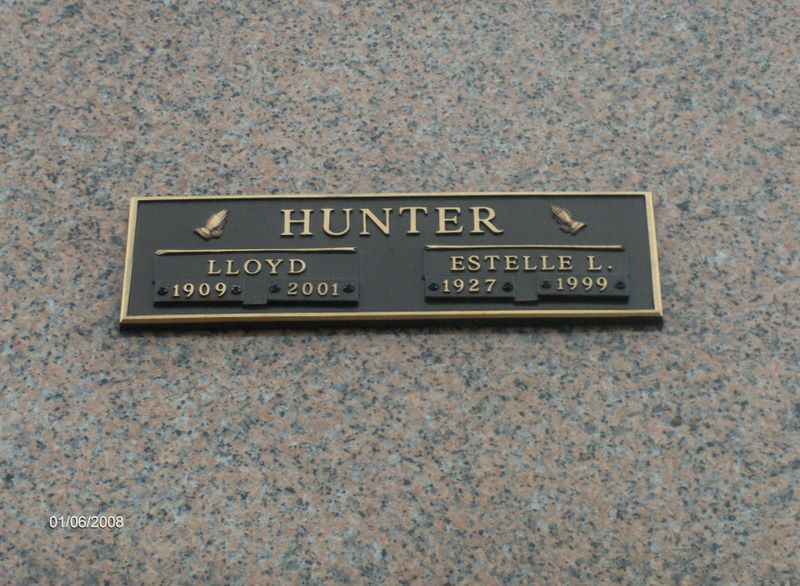 HUNTER
LLOYD
1909 2001
ESTELLE L.
1927 1999
01/06/2008